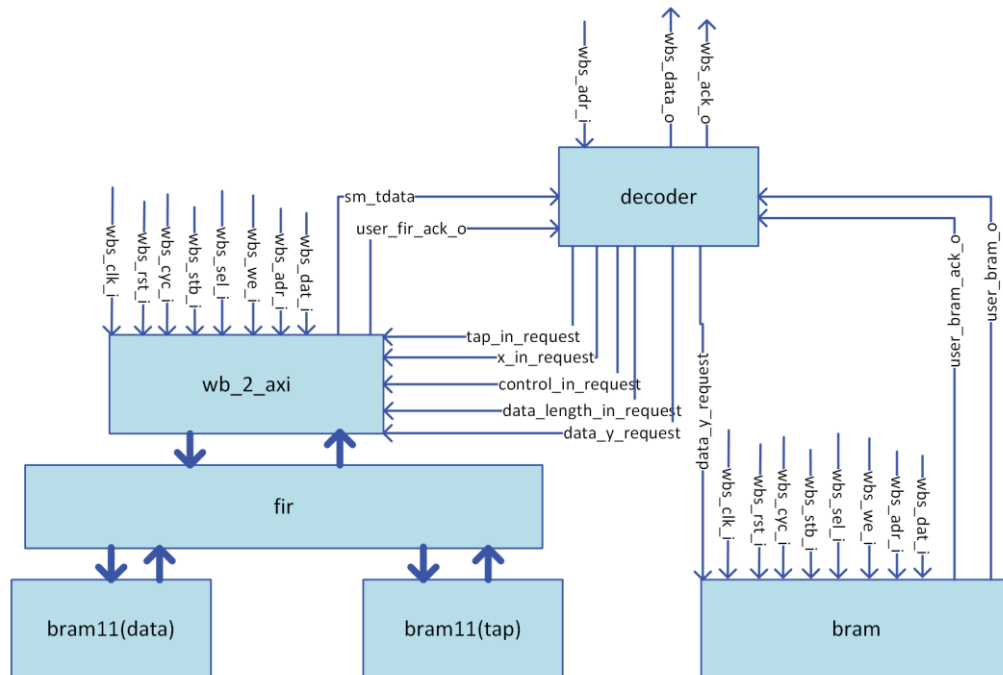 wbs_adr_i
wbs_data_o
wbs_ack_o
decoder
sm_tdata
user_fir_ack_o
wbs_clk_i
wbs_rst_i
wbs_cyc_i
wbs_stb_i
wbs_sel_i
wbs_we_i
wbs_adr_i
wbs_dat_i
tap_in_request
x_in_request
control_in_request
data_length_in_request
data_y_request
wb_2_axi
data_y_request
user_bram_ack_o
user_bram_o
wbs_clk_i
wbs_rst_i
wbs_cyc_i
wbs_stb_i
wbs_sel_i
wbs_we_i
wbs_adr_i
wbs_dat_i
fir
bram11(data)
bram11(tap)
bram